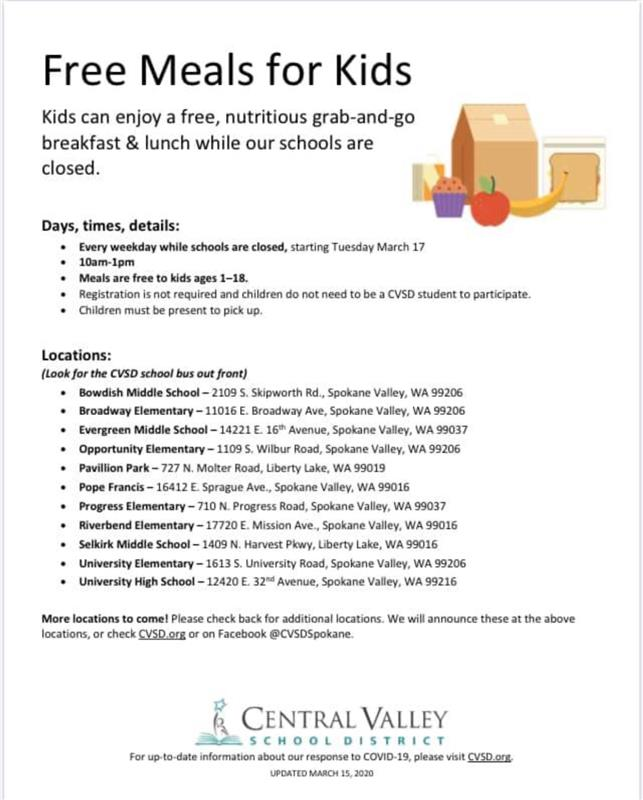 Free Meals for Kids
Kids can enjoy a free, nutritious grab-and-go
breakfast & lunch while our schools are
closed.
Days, times, details:
• Every weekday while schools are closed, starting Tuesday March 17
• 10am-1pm
• Meals are free to kids ages 1–18.
• Registration is not required and children do not need to be a CVSD student to participate.
• Children must be present to pick up.
Locations:
(Look for the CVSD school bus out front)
• Bowdish Middle School – 2109 S. Skipworth Rd., Spokane Valley, WA 99206
• Broadway Elementary – 11016 E. Broadway Ave, Spokane Valley, WA 99206
• Evergreen Middle School – 14221 E. 16th Avenue, Spokane Valley, WA 99037
• Opportunity Elementary – 1109 S. Wilbur Road, Spokane Valley, WA 99206
• Pavillion Park – 727 N. Molter Road, Liberty Lake, WA 99019
• Pope Francis – 16412 E. Sprague Ave., Spokane Valley, WA 99016
• Progress Elementary – 710 N. Progress Road, Spokane Valley, WA 99037
• Riverbend Elementary – 17720 E. Mission Ave., Spokane Valley, WA 99016
• Selkirk Middle School – 1409 N. Harvest Pkwy, Liberty Lake, WA 99016
• University Elementary – 1613 S. University Road, Spokane Valley, WA 99206
• University High School – 12420 E. 32nd Avenue, Spokane Valley, WA 99216
More locations to come! Please check back for additional locations. We will announce these at the above
locations, or check CVSD.org or on Facebook @CVSDSpokane.
CENTRAL VALLEY
SCHOOL DISTRICT
For up-to-date information about our response to COVID-19, please visit CVSD.org.
UPDATED MARCH 15, 2020